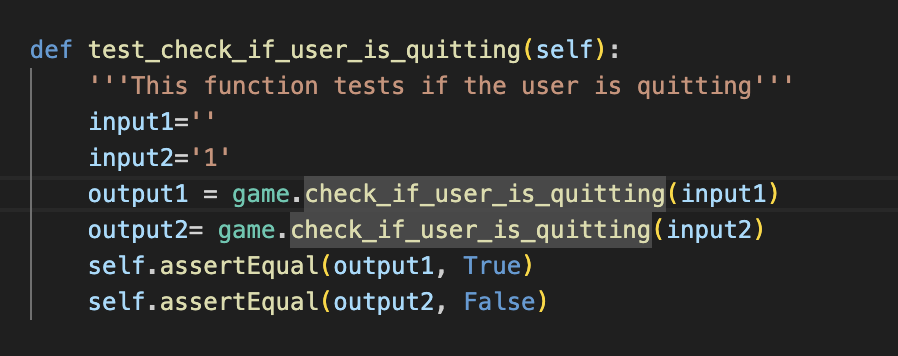 def test_check_if_user_is_quitting(self):
    '''This function tests if the user is quitting'''
    input1=''
    input2='1'
    output1 = game.check_if_user_is_quitting(input1)
    output2= game.check_if_user_is_quitting(input2)
    self.assertEqual(output1, True)
    self.assertEqual(output2, False)